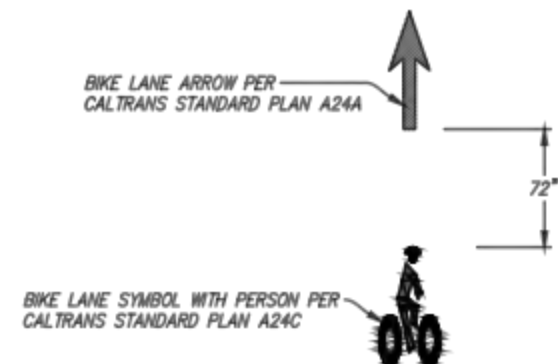 BIKE LANE ARROW PER
CALTRANS STANDARD PLAN A24A
72"
BIKE LANE SYMBOL WITH PERSON PER
CALTRANS STANDARD PLAN A24C